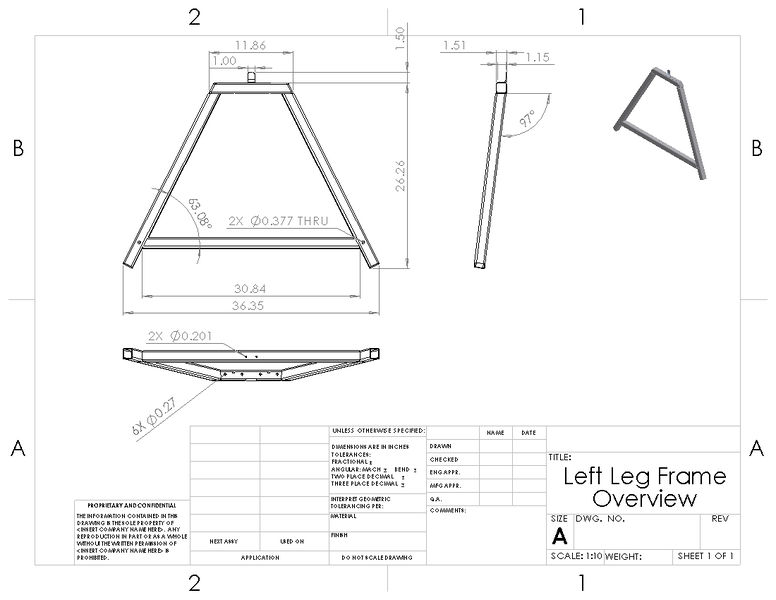 2
1
11.86
1.00
1.50
1.51
1.15
B
B
97°
26.26
63.08°
2X Ø0.377 THRU
30.84
36.35
2X Ø0.201
6X Ø0.27
A
A
UNLESS OTHERWISE SPECIFIED:
NAME
DATE
DIMENSIONS ARE IN INCHES
TOLERANCES:
FRACTIONAL ±
ANGULAR: MACH ± BEND ±
TWO PLACE DECIMAL ±
THREE PLACE DECIMAL ±
INTERPRET GEOMETRIC
TOLERANCING PER:
MATERIAL
FINISH
DO NOT SCALE DRAWING
DRAWN
CHECKED
ENG APPR.
MFG APPR.
Q.A.
COMMENTS:
TITLE:
Left Leg Frame
Overview
SIZE DWG. NO. REV
A
SCALE: 1:10 WEIGHT: SHEET 1 OF 1
PROPRIETARY AND CONFIDENTIAL
THE INFORMATION CONTAINED IN THIS
DRAWING IS THE SOLE PROPERTY OF
<INSERT COMPANY NAME HERE>. ANY
REPRODUCTION IN PART OR AS A WHOLE
WITHOUT THE WRITTEN PERMISSION OF
<INSERT COMPANY NAME HERE> IS
PROHIBITED.
NEXT ASSY
USED ON
APPLICATION
2
1